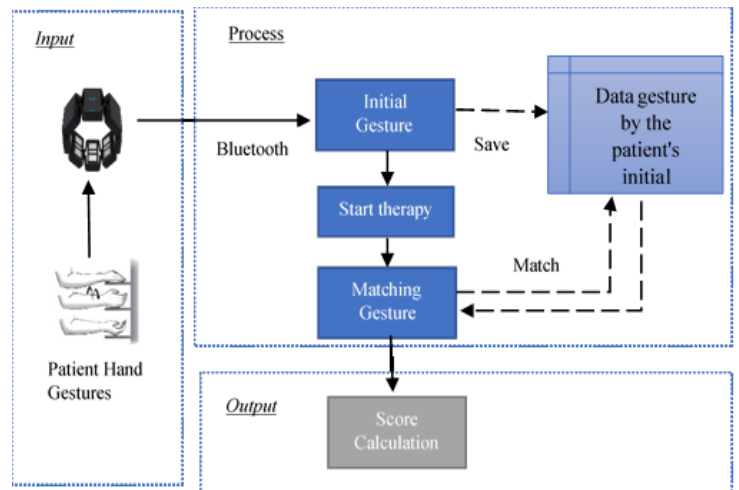 Input
Patient Hand
Gestures
Process
Bluetooth
Initial
Gesture
Save
Data gesture
by the
patient's
initial
Start therapy
Matching
Gesture
Match
Output
Score
Calculation